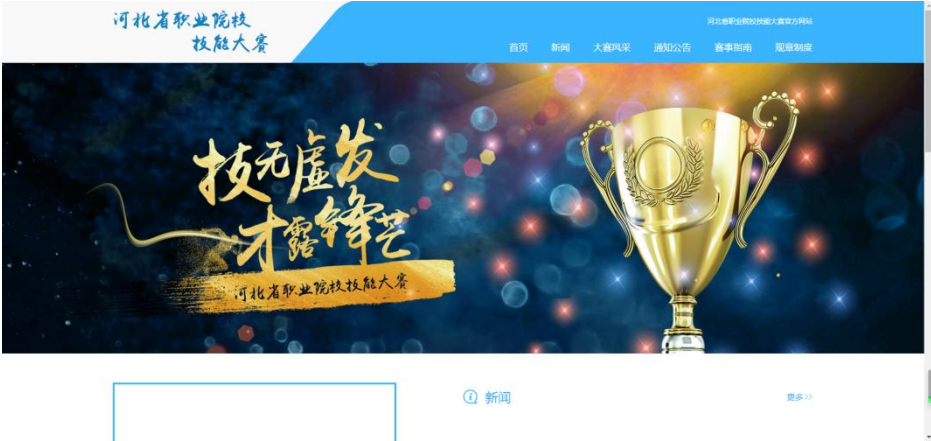 河北省职业院校
技能大赛
河北省职业院校技能大赛官方网站
首页 新闻 大赛风采 通知公告 赛事指南 规章制度
技无虚发
才露锋芒
河北省职业院校技能大赛
新闻
更多>>